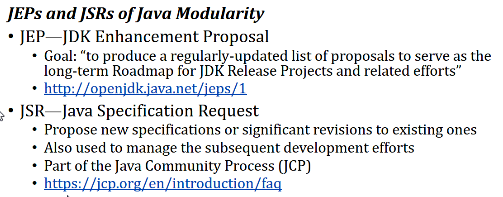 JEPs and JSRs of Java Modularity
• JEP—JDK Enhancement Proposal
• Goal: “to produce a regularly-updated list of proposals to serve as the
long-term Roadmap for JDK Release Projects and related efforts”
• http://openjdk.java.net/jeps/1
• JSR—Java Specification Request
• Propose new specifications or significant revisions to existing ones
• Also used to manage the subsequent development efforts
• Part of the Java Community Process (JCP)
• https://jcp.org/en/introduction/faq